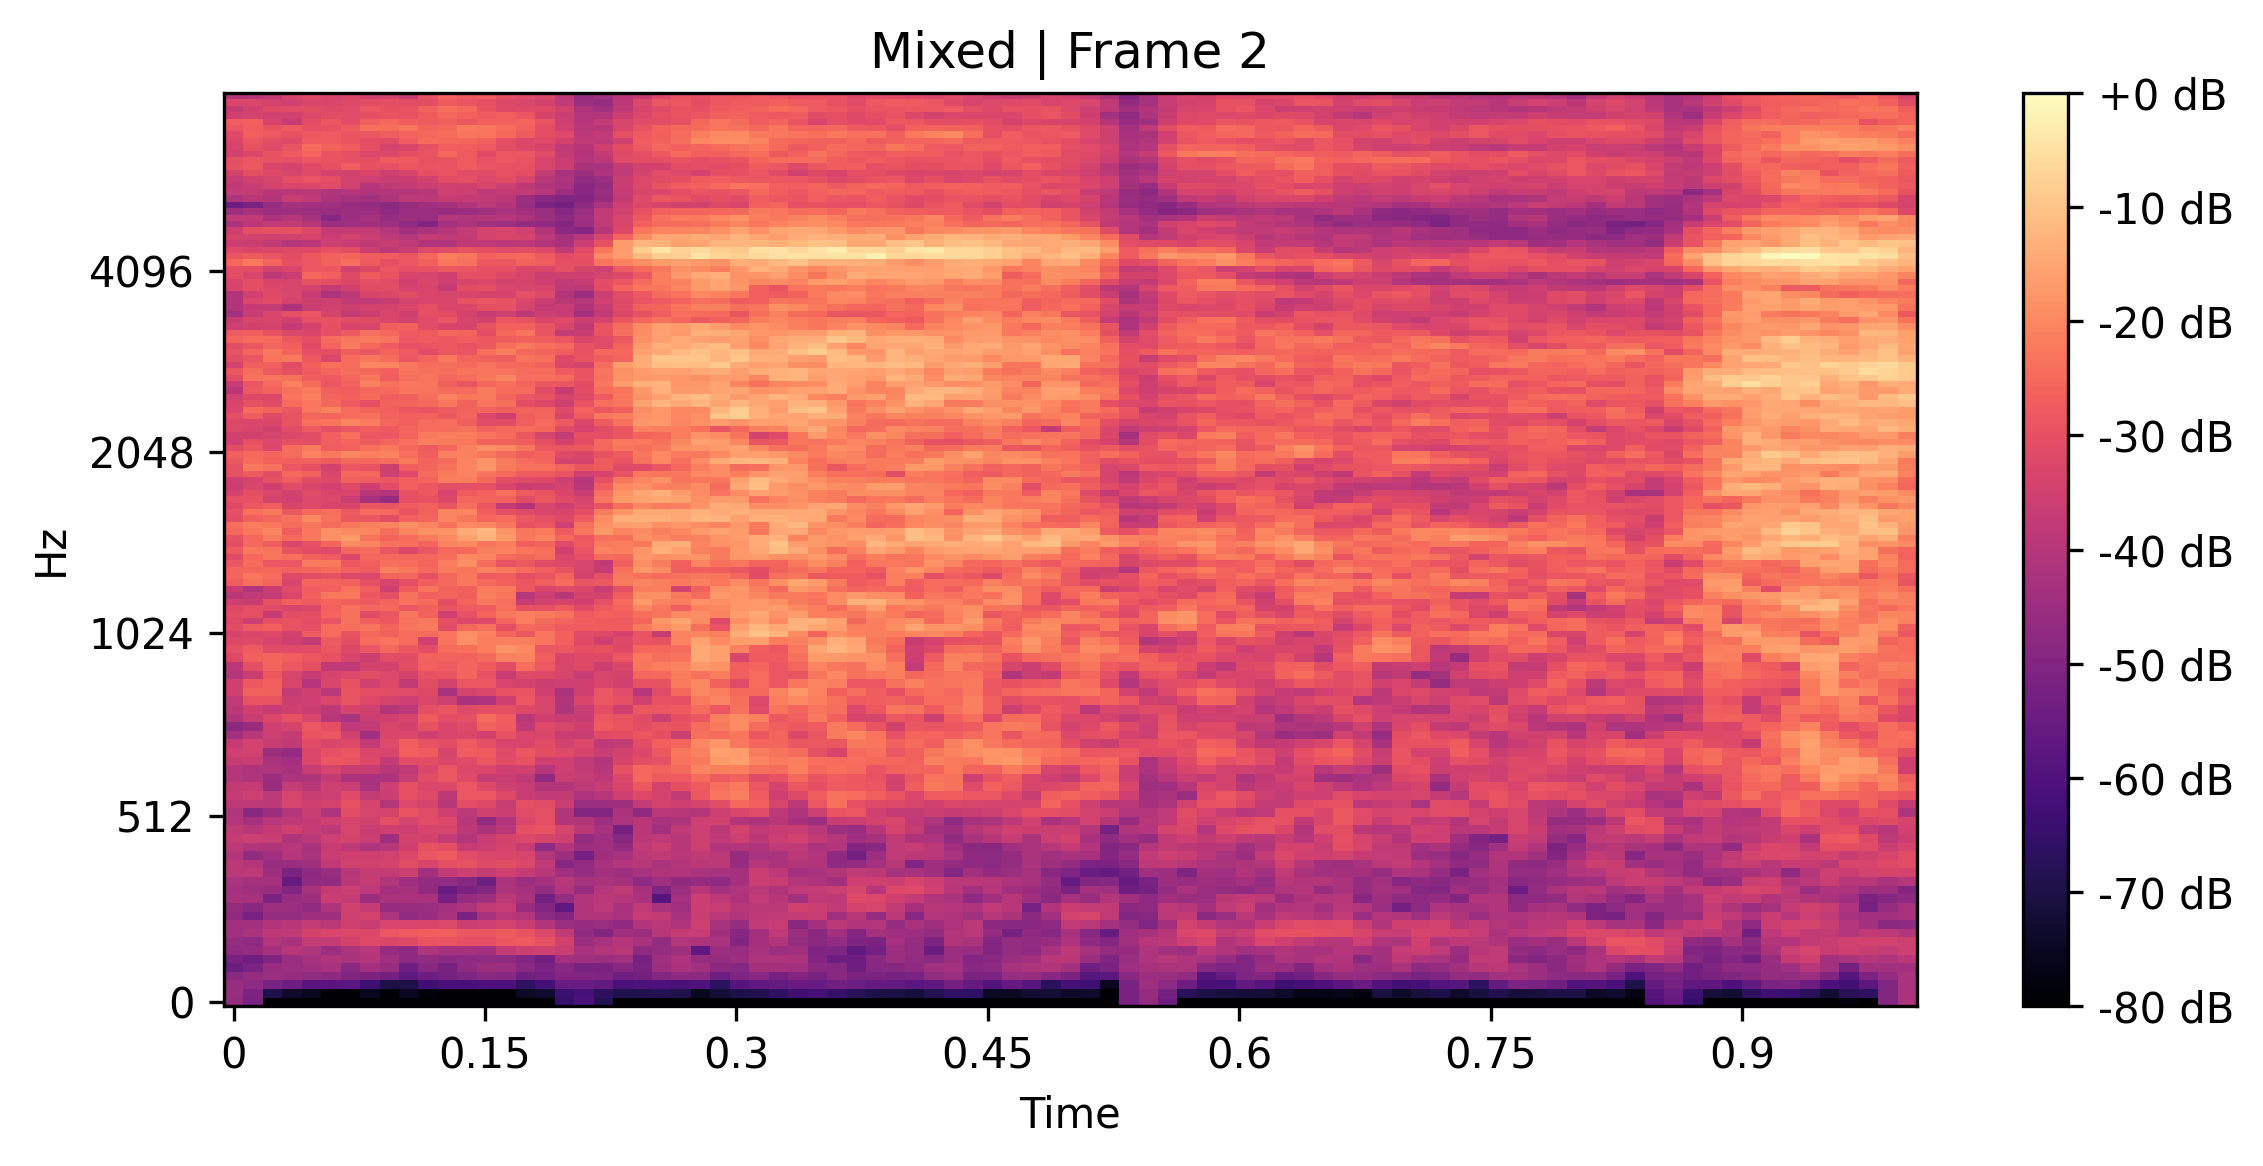 Mixed | Frame 2
Hz
4096
2048
1024
512
0
0 0.15 0.3 0.45 0.6 0.75 0.9
Time
+0 dB
-10 dB
-20 dB
-30 dB
-40 dB
-50 dB
-60 dB
-70 dB
-80 dB